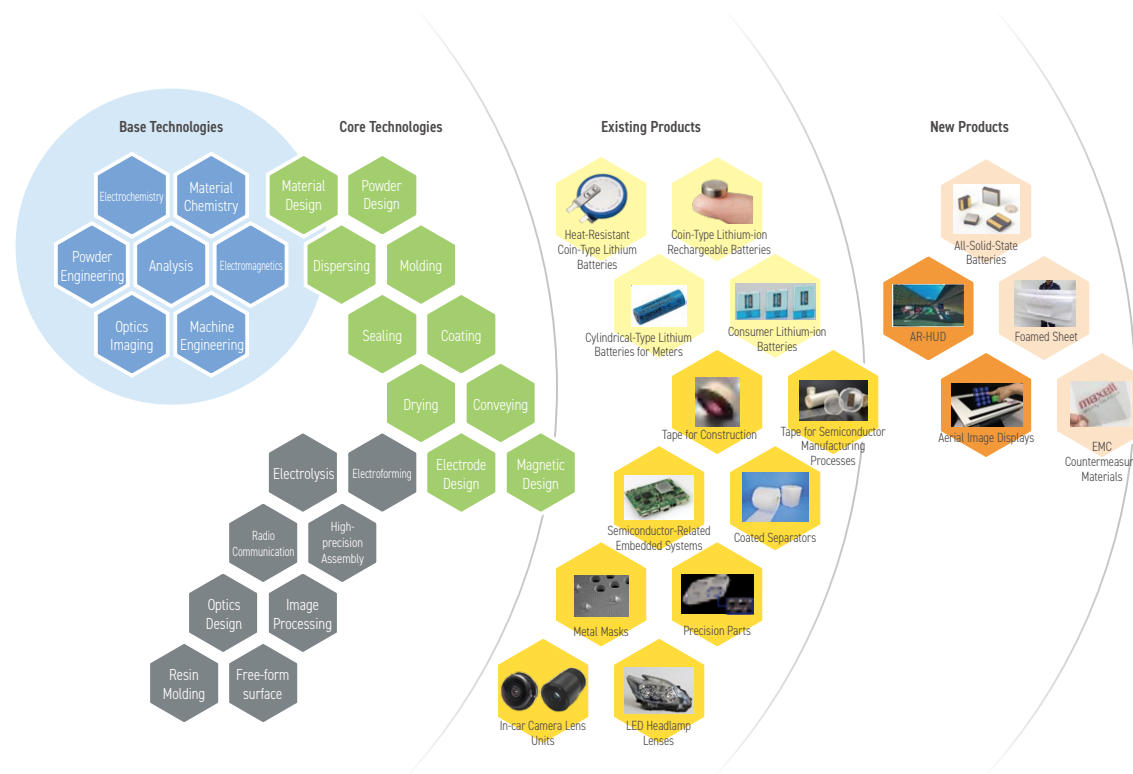 Base Technologies
Core Technologies
Existing Products
New Products
Electrochemistry
Material
Chemistry
Powder
Engineering
Analysis
Electromagnetics
Optics
Imaging
Machine
Engineering
Material
Design
Powder
Design
Dispersing
Molding
Sealing
Coating
Drying
Conveying
Electrode
Design
Magnetic
Design
Electrolysis
Electroforming
Radio
Communication
High-
precision
Assembly
Optics
Design
Image
Processing
Resin
Molding
Free-form
surface
Heat-Resistant
Coin-Type Lithium
Batteries
Coin-Type Lithium-ion
Rechargeable Batteries
Cylindrical-Type Lithium
Batteries for Meters
Consumer Lithium-ion
Batteries
Tape for Construction
Tape for Semiconductor
Manufacturing
Processes
Semiconductor-Related
Embedded Systems
Coated Separators
Metal Masks
Precision Parts
In-car Camera Lens
Units
LED Headlamp
Lenses
All-Solid-State
Batteries
AR-HUD
Foamed Sheet
Aerial Image Displays
maxell
EMC
Countermeasur
Materials